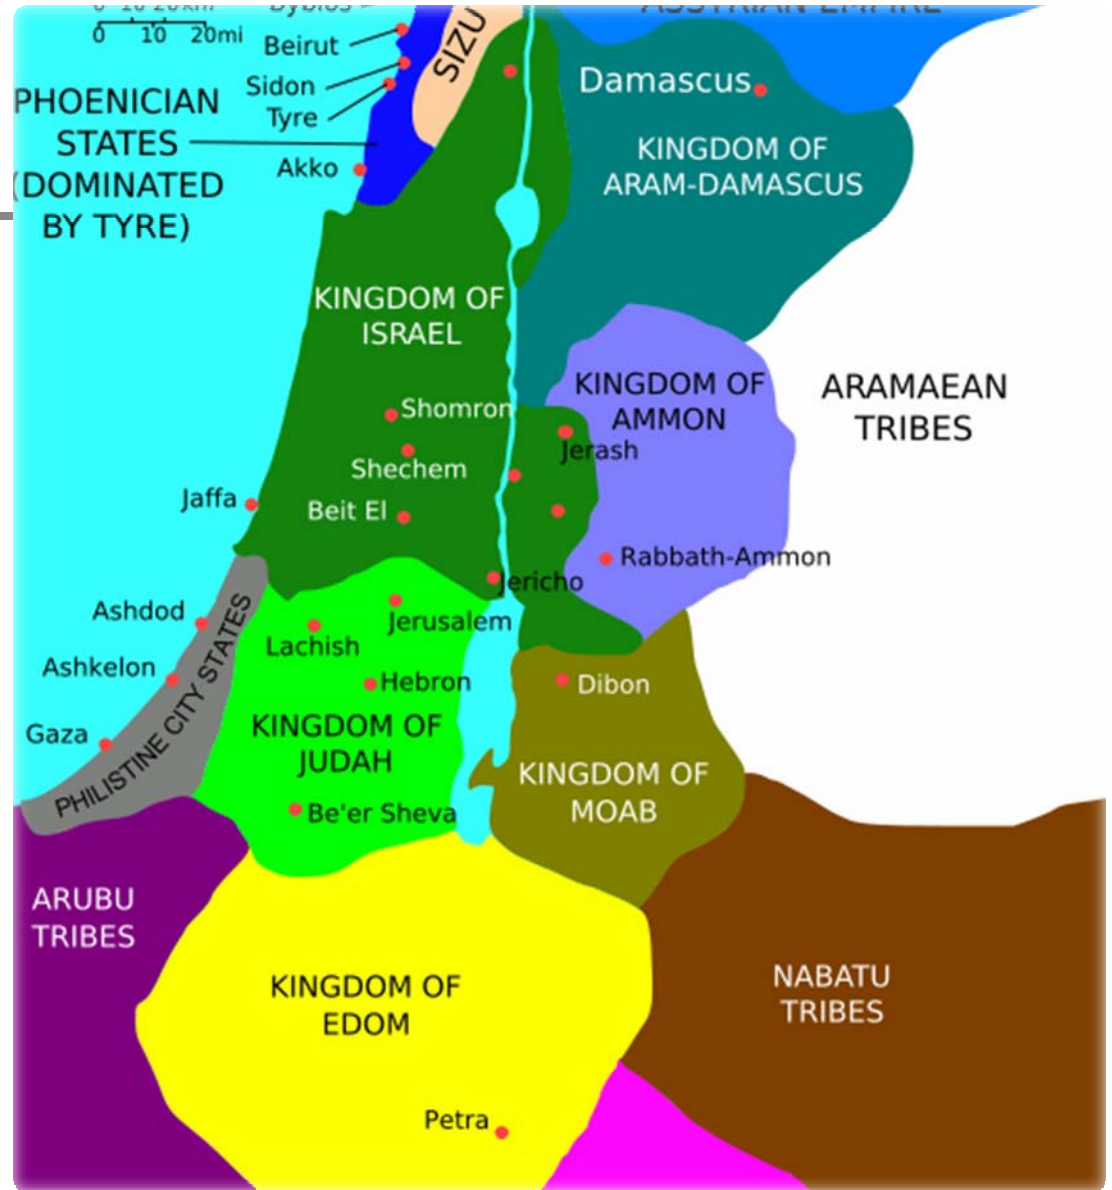 0 10 20mi
Beirut
Sidon
Tyre
SIZU
PHOENICIAN
STATES
(DOMINATED
BY TYRE)
Akko
Damascus
KINGDOM OF
ARAM-DAMASCUS
KINGDOM OF
ISRAEL
KINGDOM OF
AMMON
ARAMAEAN
TRIBES
Shomron
Jerash
Shechem
Jaffa
Beit El
Rabbath-Ammon
Jericho
Ashdod
Jerusalem
Lachish
PHILISTINE CITY STATES
Ashkelon
Hebron
Dibon
Gaza
KINGDOM OF
JUDAH
KINGDOM OF
MOAB
Be'er Sheva
ARUBU
TRIBES
KINGDOM OF
EDOM
NABATU
TRIBES
Petra